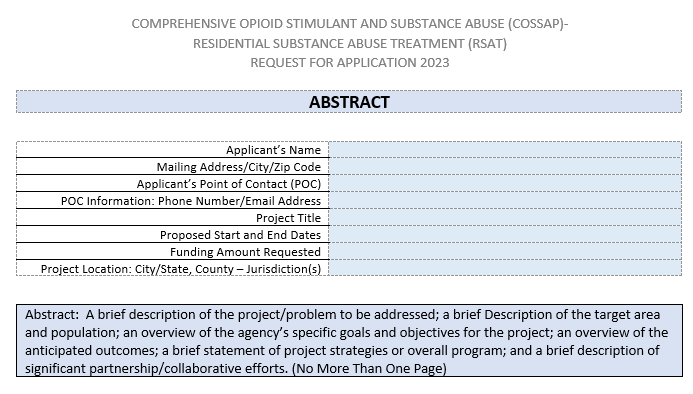 COMPREHENSIVE OPIOID STIMULANT AND SUBSTANCE ABUSE (COSSAP)-
RESIDENTIAL SUBSTANCE ABUSE TREATMENT (RSAT)
REQUEST FOR APPLICATION 2023
ABSTRACT
Applicant's Name
Mailing Address/City/Zip Code
Applicant's Point of Contact (POC)
POC Information: Phone Number/Email Address
Project Title
Proposed Start and End Dates
Funding Amount Requested
Project Location: City/State, County – Jurisdiction(s)
Abstract: A brief description of the project/problem to be addressed; a brief Description of the target area
and population; an overview of the agency's specific goals and objectives for the project; an overview of the
anticipated outcomes; a brief statement of project strategies or overall program; and a brief description of
significant partnership/collaborative efforts. (No More Than One Page)